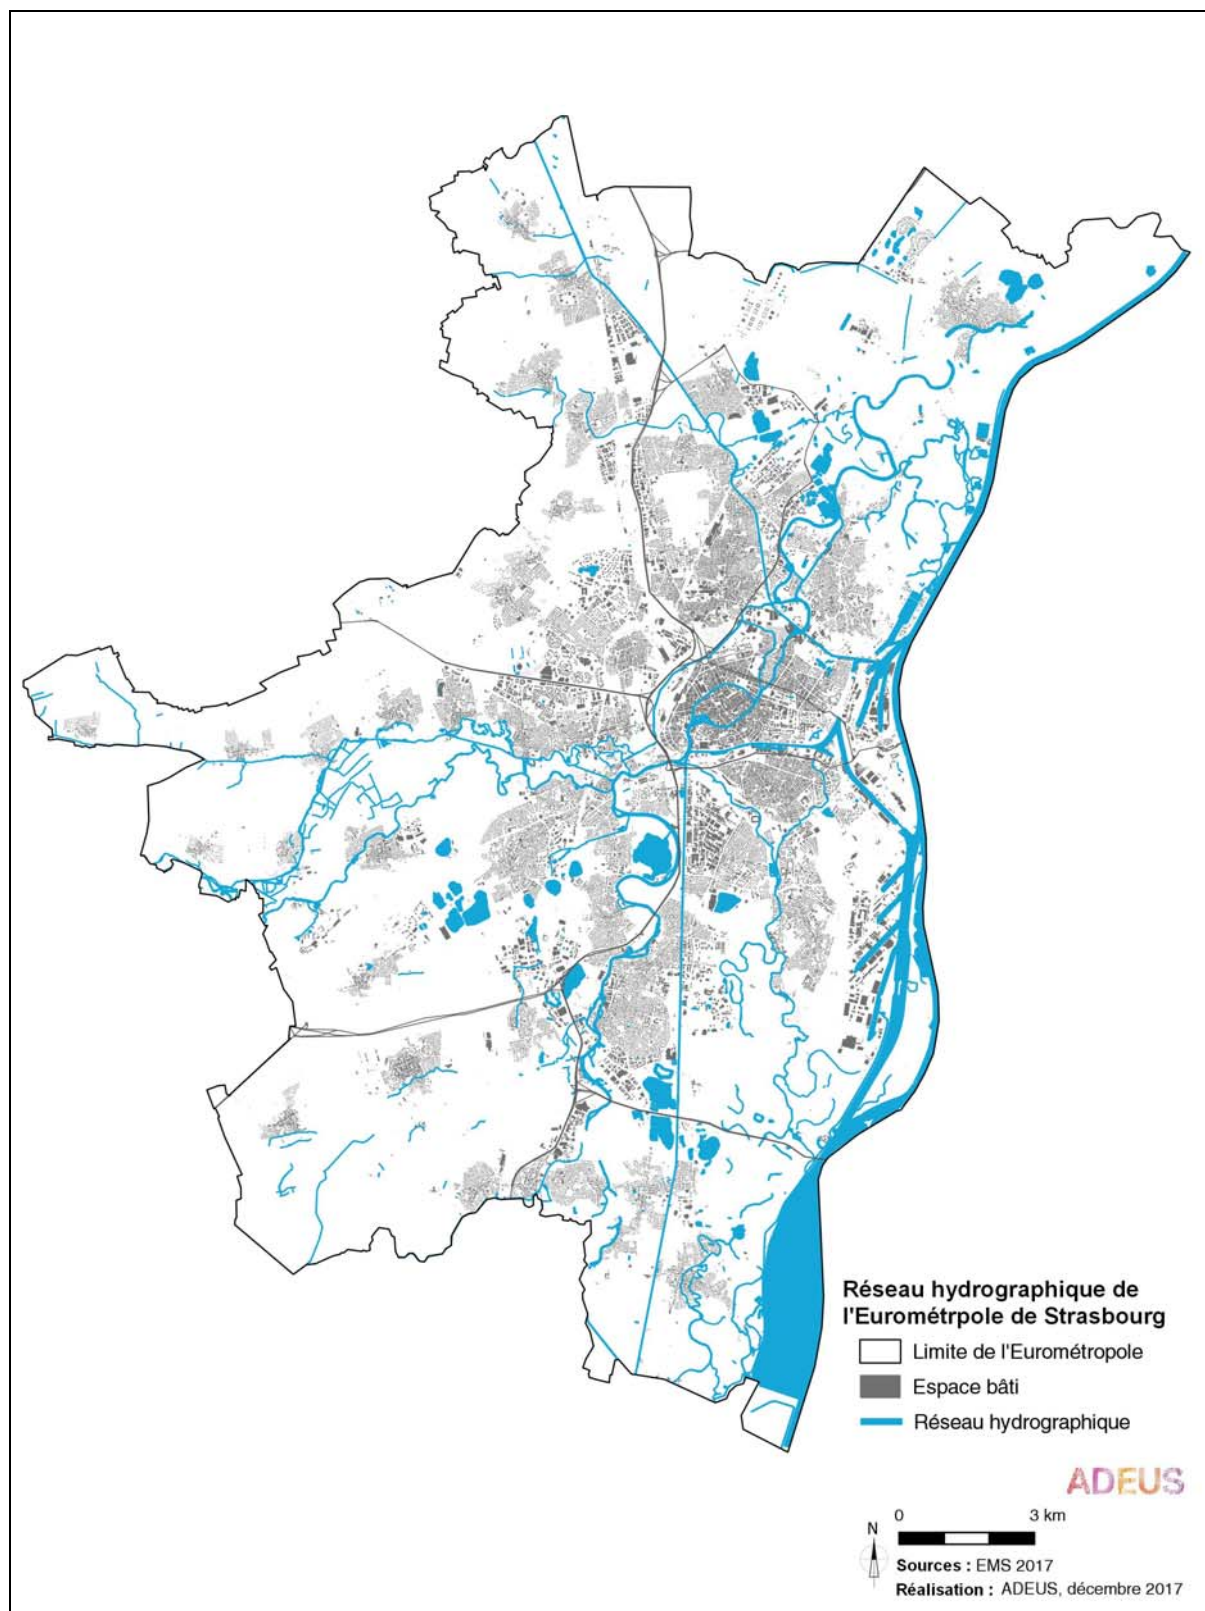 Réseau hydrographique de
l'Eurométrpole de Strasbourg
Limite de l'Eurométropole
Espace bâti
Réseau hydrographique
ADEUS
0 3 km
N
Sources : EMS 2017
Réalisation : ADEUS, décembre 2017